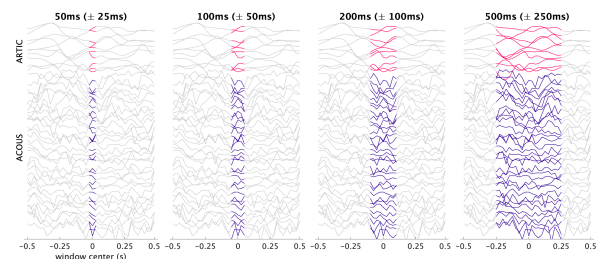 50ms (± 25ms)
100ms (± 50ms)
200ms (± 100ms)
500ms (± 250ms)
ARTIC
ACOUS
−0.5 −0.25 0 0.25 0.5
−0.5 −0.25 0 0.25 0.5
−0.5 −0.25 0 0.25 0.5
−0.5 −0.25 0 0.25 0.5
window center (s)